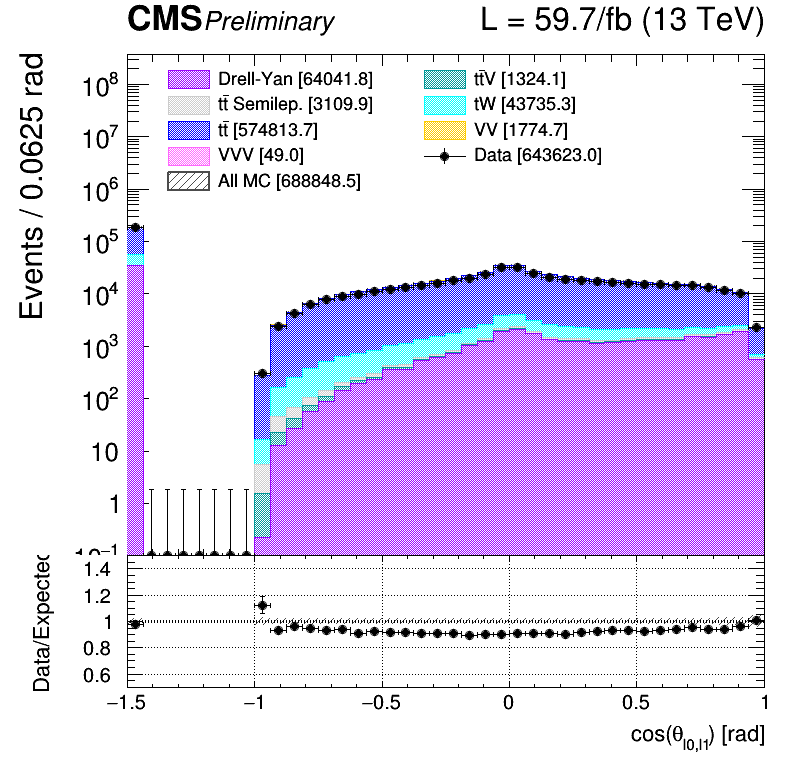 CMS Preliminary L = 59.7/fb (13 TeV)
Drell-Yan [64041.8] tt̄V [1324.1]
tt̄ Semilep. [3109.9] tW [43735.3]
tt̄ [574813.7] VV [1774.7]
VVV [49.0] Data [643623.0]
All MC [688848.5]
Events / 0.0625 rad
10⁸
10⁷
10⁶
10⁵
10⁴
10³
10²
10
1
10⁻¹
Data/Expected
1.4
1.2
1
0.8
0.6
−1.5 −1 −0.5 0 0.5 1
cos(θ_l0,l1) [rad]